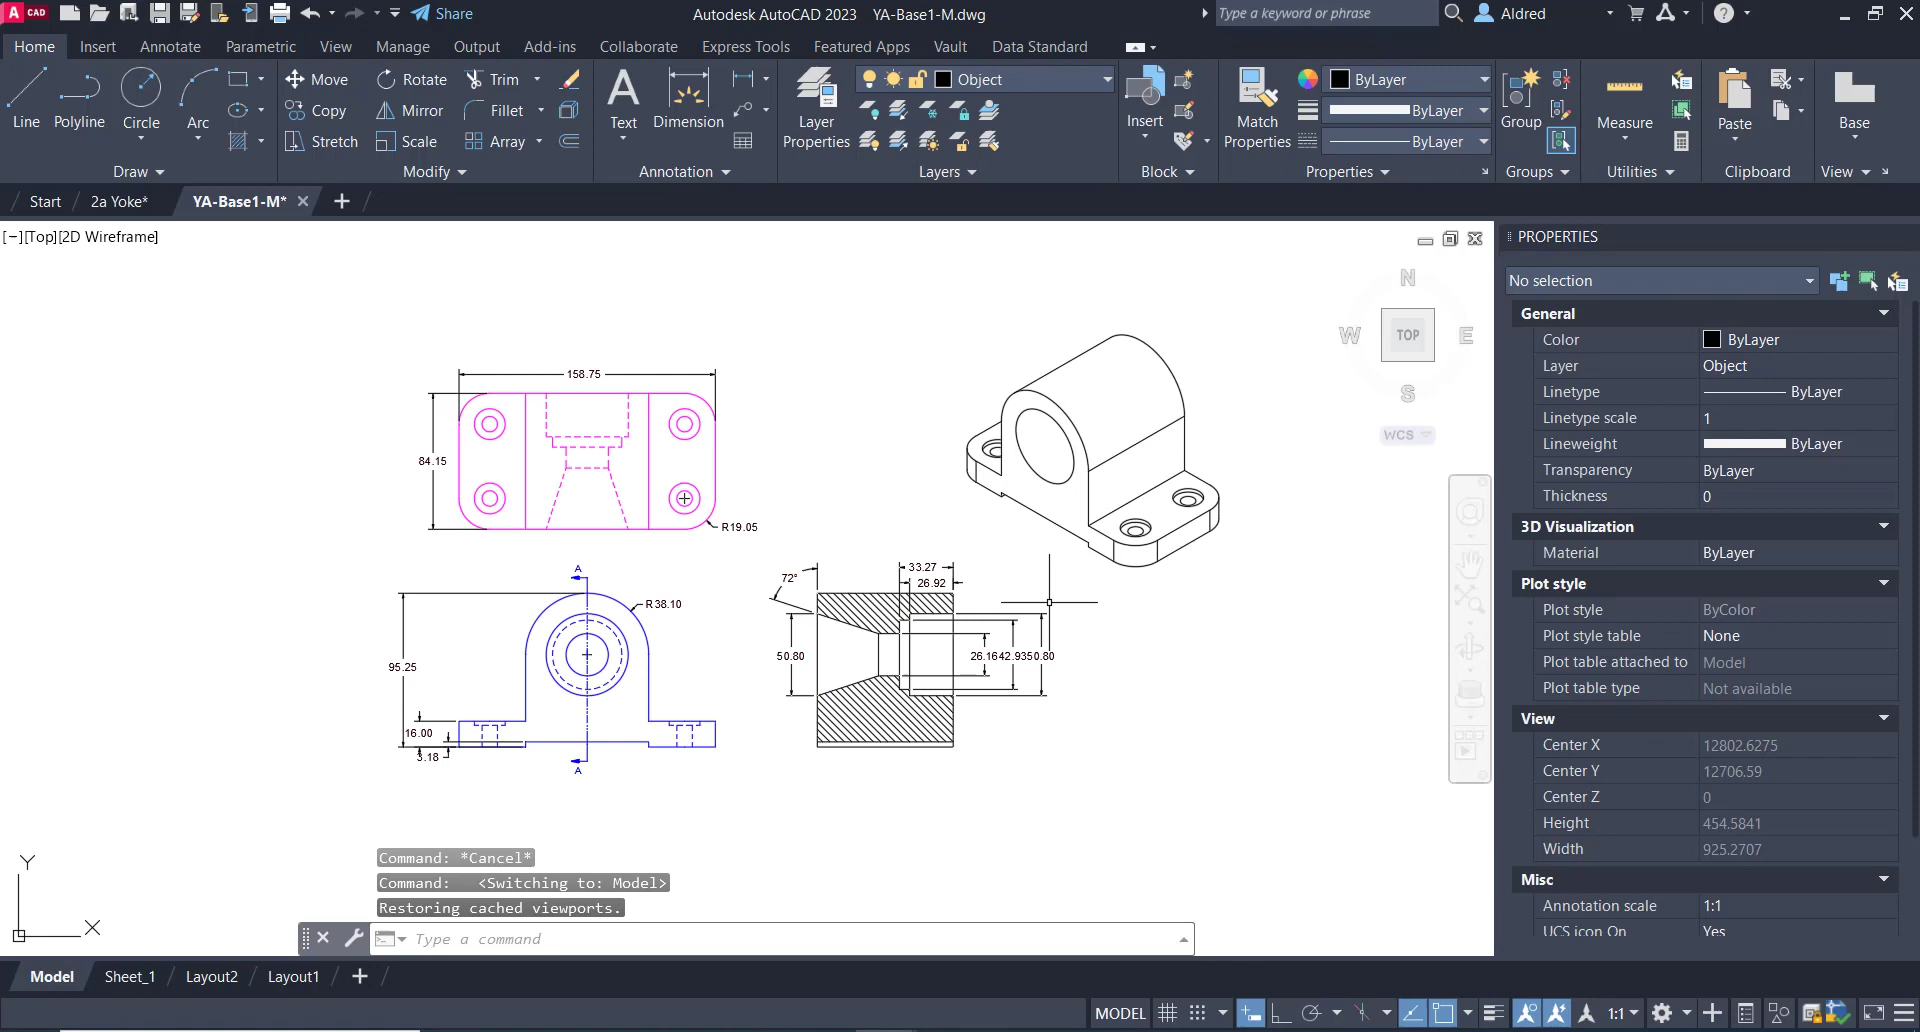 A CAD
Share
Autodesk AutoCAD 2023 YA-Base1-M.dwg
Type a keyword or phrase
Aldred
Home Insert Annotate Parametric View Manage Output Add-ins Collaborate Express Tools Featured Apps Vault Data Standard
Line Polyline Circle Arc
Draw
Move Rotate Trim
Copy Mirror Fillet
Stretch Scale Array
Modify
A
Text Dimension
Annotation
Layer Properties
Object
Layers
Insert
Block
Match Properties
ByLayer
ByLayer
ByLayer
Properties
Group
Groups
Measure
Utilities
Paste
Clipboard
Base
View
Start 2a Yoke* YA-Base1-M*
[−][Top][2D Wireframe]
N
W TOP E
S
WCS
158.75
84.15
R19.05
A
R38.10
95.25
16.00
3.18
A
72°
33.27
26.92
50.80
26.16
42.93
50.80
Y
X
Command: *Cancel*
Command: <Switching to: Model>
Restoring cached viewports.
Type a command
PROPERTIES
No selection
General
Color ByLayer
Layer Object
Linetype ByLayer
Linetype scale 1
Lineweight ByLayer
Transparency ByLayer
Thickness 0
3D Visualization
Material ByLayer
Plot style
Plot style ByColor
Plot style table None
Plot table attached to Model
Plot table type Not available
View
Center X 12802.6275
Center Y 12706.59
Center Z 0
Height 454.5841
Width 925.2707
Misc
Annotation scale 1:1
UCS icon On Yes
Model Sheet_1 Layout2 Layout1
MODEL 1:1